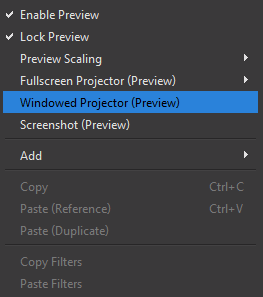 Enable Preview
Lock Preview
Preview Scaling
Fullscreen Projector (Preview)
Windowed Projector (Preview)
Screenshot (Preview)
Add
Copy Ctrl+C
Paste (Reference) Ctrl+V
Paste (Duplicate)
Copy Filters
Paste Filters